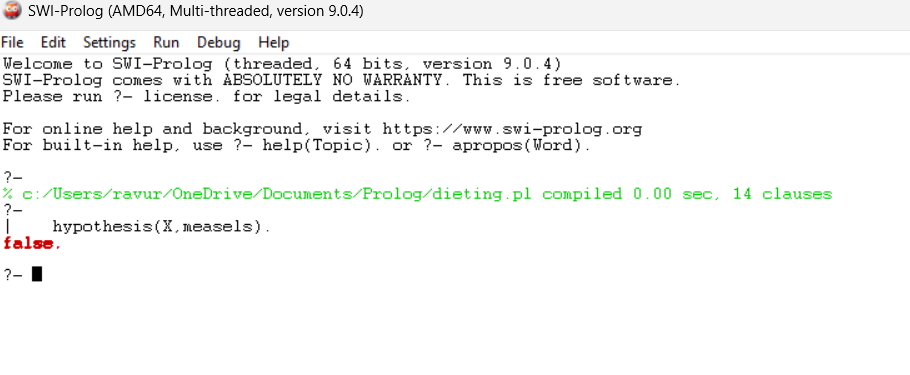 SWI-Prolog (AMD64, Multi-threaded, version 9.0.4)
File Edit Settings Run Debug Help
Welcome to SWI-Prolog (threaded, 64 bits, version 9.0.4)
SWI-Prolog comes with ABSOLUTELY NO WARRANTY. This is free software.
Please run ?- license. for legal details.
For online help and background, visit https://www.swi-prolog.org
For built-in help, use ?- help(Topic). or ?- apropos(Word).
?-
% c:/Users/ravur/OneDrive/Documents/Prolog/dieting.pl compiled 0.00 sec, 14 clauses
?-
| hypothesis(X,measels).
false.
?-